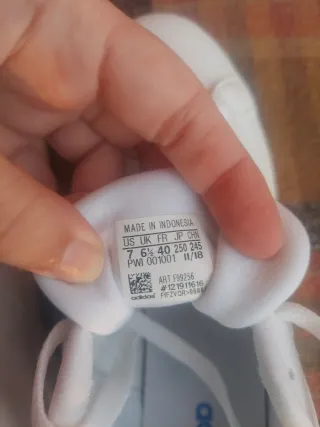 MADE IN INDONESIA
US UK FR JP CHN
7 6½ 40 250 245
PWI 001001 11/18
ART F99256
#121911616
adidas